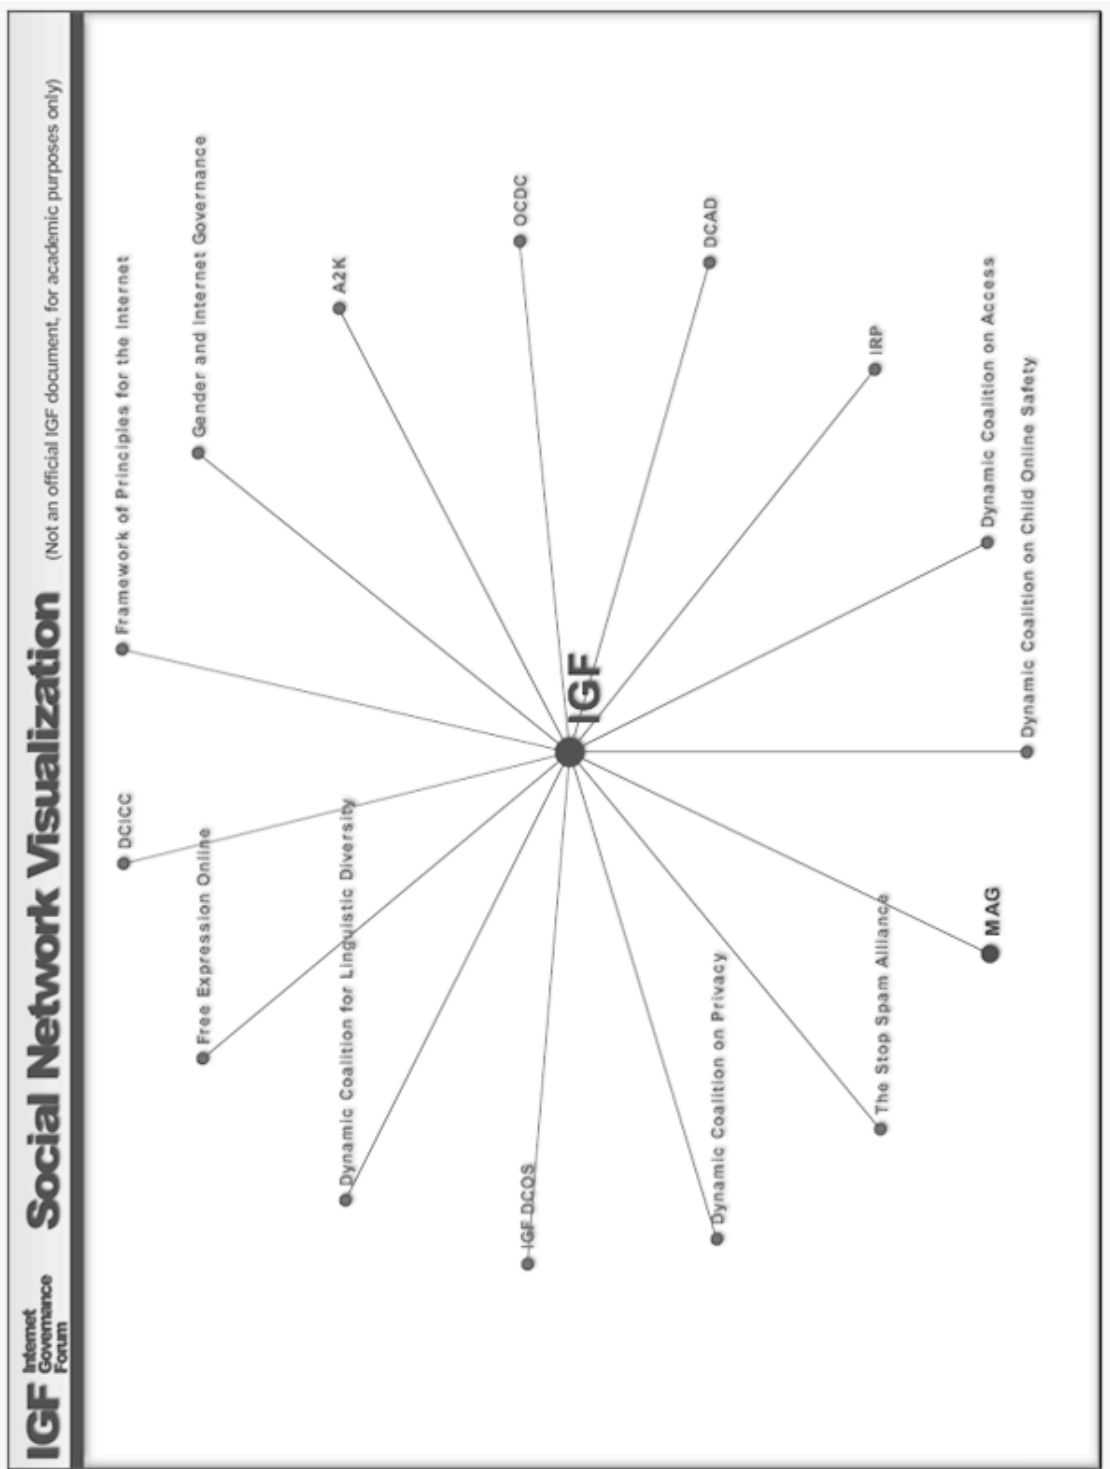 IGF Internet
Governance
Forum
Social Network Visualization
(Not an official IGF document, for academic purposes only)
DCICC
Framework of Principles for the Internet
Free Expression Online
Gender and Internet Governance
Dynamic Coalition for Linguistic Diversity
A2K
IGF DCOS
OCDC
IGF
Dynamic Coalition on Privacy
DCAD
The Stop Spam Alliance
IRP
MAG
Dynamic Coalition on Access
Dynamic Coalition on Child Online Safety